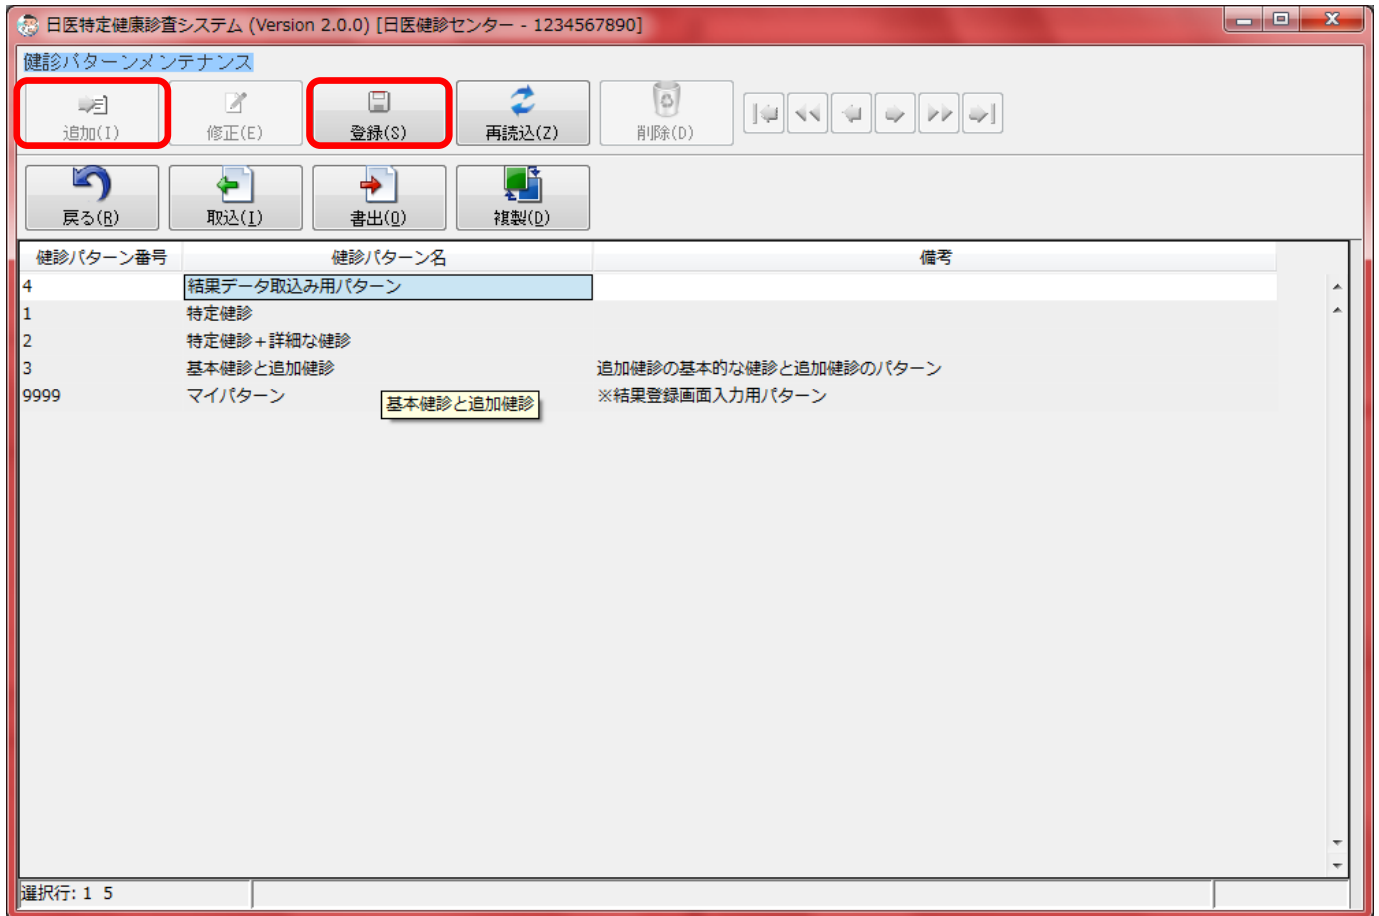 日医特定健康診査システム (Version 2.0.0) [日医健診センター - 1234567890]
健診パターンメンテナンス
追加(I) 修正(E) 登録(S) 再読込(Z) 削除(D)
戻る(R) 取込(I) 書出(O) 複製(D)
健診パターン番号 健診パターン名 備考
4 結果データ取込み用パターン
1 特定健診
2 特定健診+詳細な健診
3 基本健診と追加健診 追加健診の基本的な健診と追加健診のパターン
9999 マイパターン ※結果登録画面入力用パターン
基本健診と追加健診
選択行: 1 5